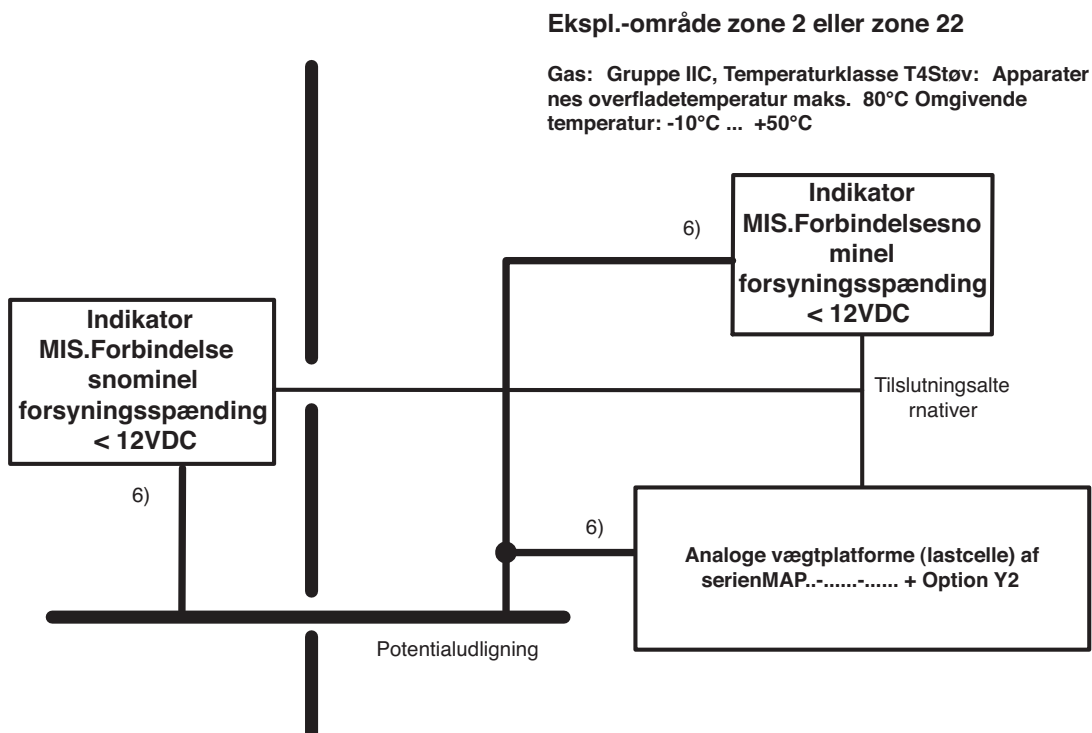 Ekspl.-område zone 2 eller zone 22
Gas: Gruppe IIC, Temperaturklasse T4Støv: Apparater
nes overfladetemperatur maks. 80°C Omgivende
temperatur: -10°C ... +50°C
Indikator
MIS.Forbindelsesno
minel
forsyningsspænding
< 12VDC
6)
Indikator
MIS.Forbindelse
snominel
forsyningsspænding
< 12VDC
Tilslutningsalte
rnativer
6)
6)
Analoge vægtplatforme (lastcelle) af
serienMAP..-......-...... + Option Y2
Potentialudligning